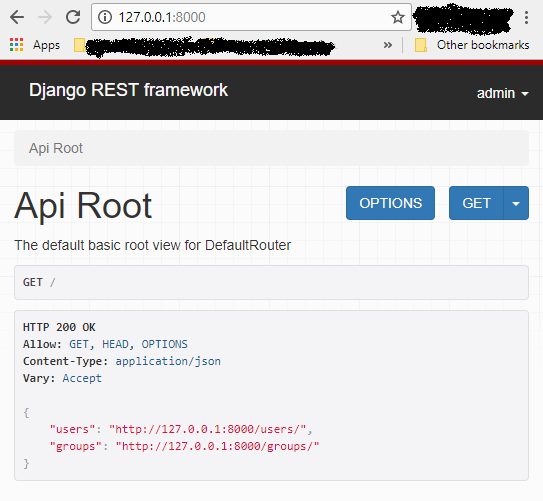 127.0.0.1:8000
Apps » Other bookmarks
Django REST framework admin
Api Root
Api Root OPTIONS GET
The default basic root view for DefaultRouter
GET /
HTTP 200 OK
Allow: GET, HEAD, OPTIONS
Content-Type: application/json
Vary: Accept
{
"users": "http://127.0.0.1:8000/users/",
"groups": "http://127.0.0.1:8000/groups/"
}